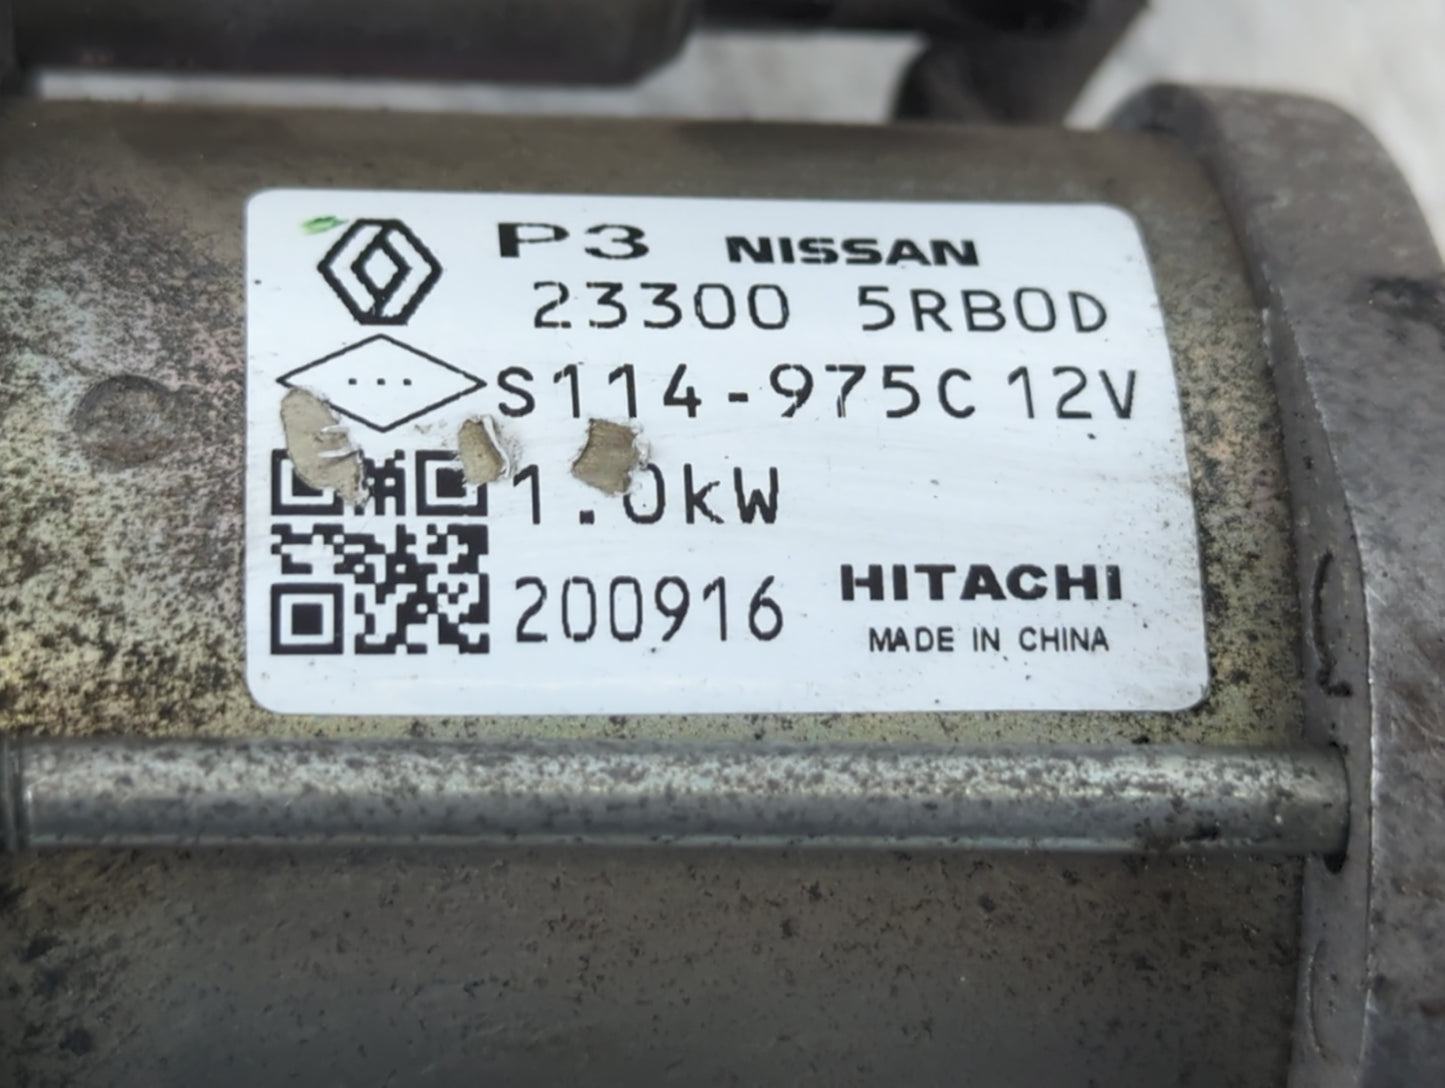 P3 NISSAN
23300 5RB0D
S114-975C 12V
1.0kW
200916 HITACHI
MADE IN CHINA